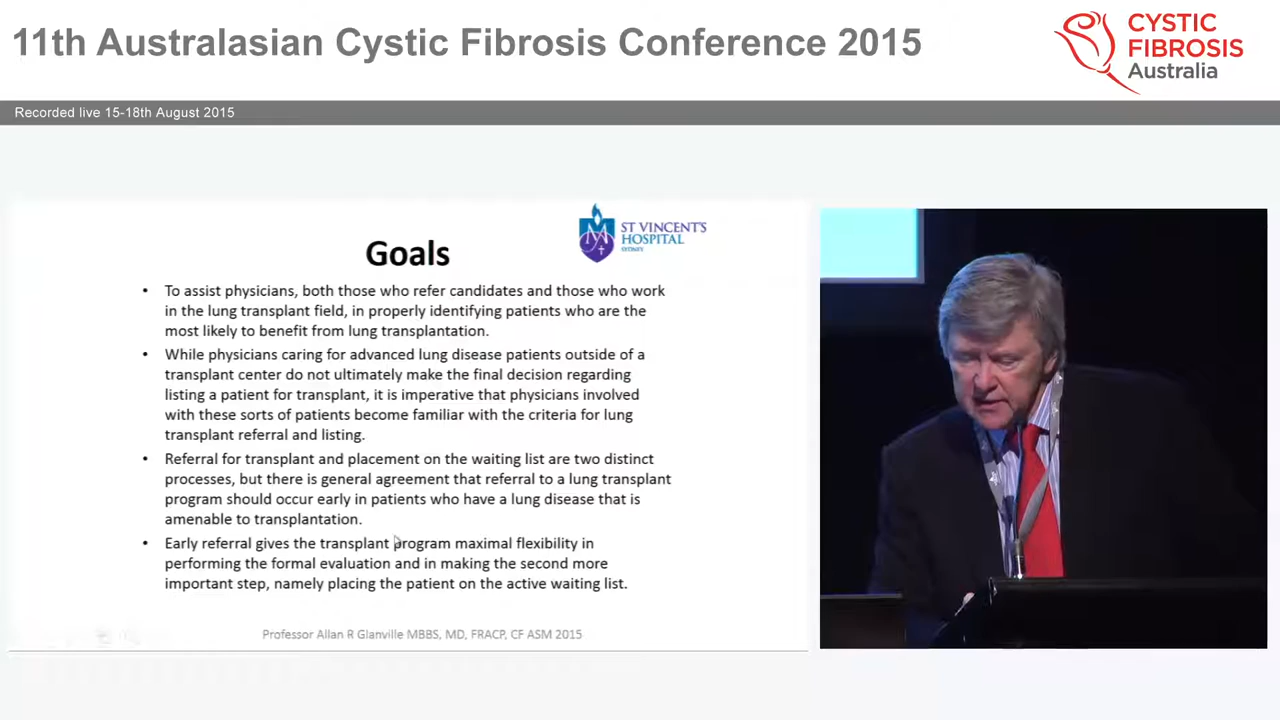 11th Australasian Cystic Fibrosis Conference 2015
CYSTIC
FIBROSIS
Australia
Recorded live 15-18th August 2015
ST VINCENT'S
HOSPITAL
SYDNEY
Goals
• To assist physicians, both those who refer candidates and those who work
in the lung transplant field, in properly identifying patients who are the
most likely to benefit from lung transplantation.
• While physicians caring for advanced lung disease patients outside of a
transplant center do not ultimately make the final decision regarding
listing a patient for transplant, it is imperative that physicians involved
with these sorts of patients become familiar with the criteria for lung
transplant referral and listing.
• Referral for transplant and placement on the waiting list are two distinct
processes, but there is general agreement that referral to a lung transplant
program should occur early in patients who have a lung disease that is
amenable to transplantation.
• Early referral gives the transplant program maximal flexibility in
performing the formal evaluation and in making the second more
important step, namely placing the patient on the active waiting list.
Professor Allan R Glanville MBBS, MD, FRACP, CF ASM 2015